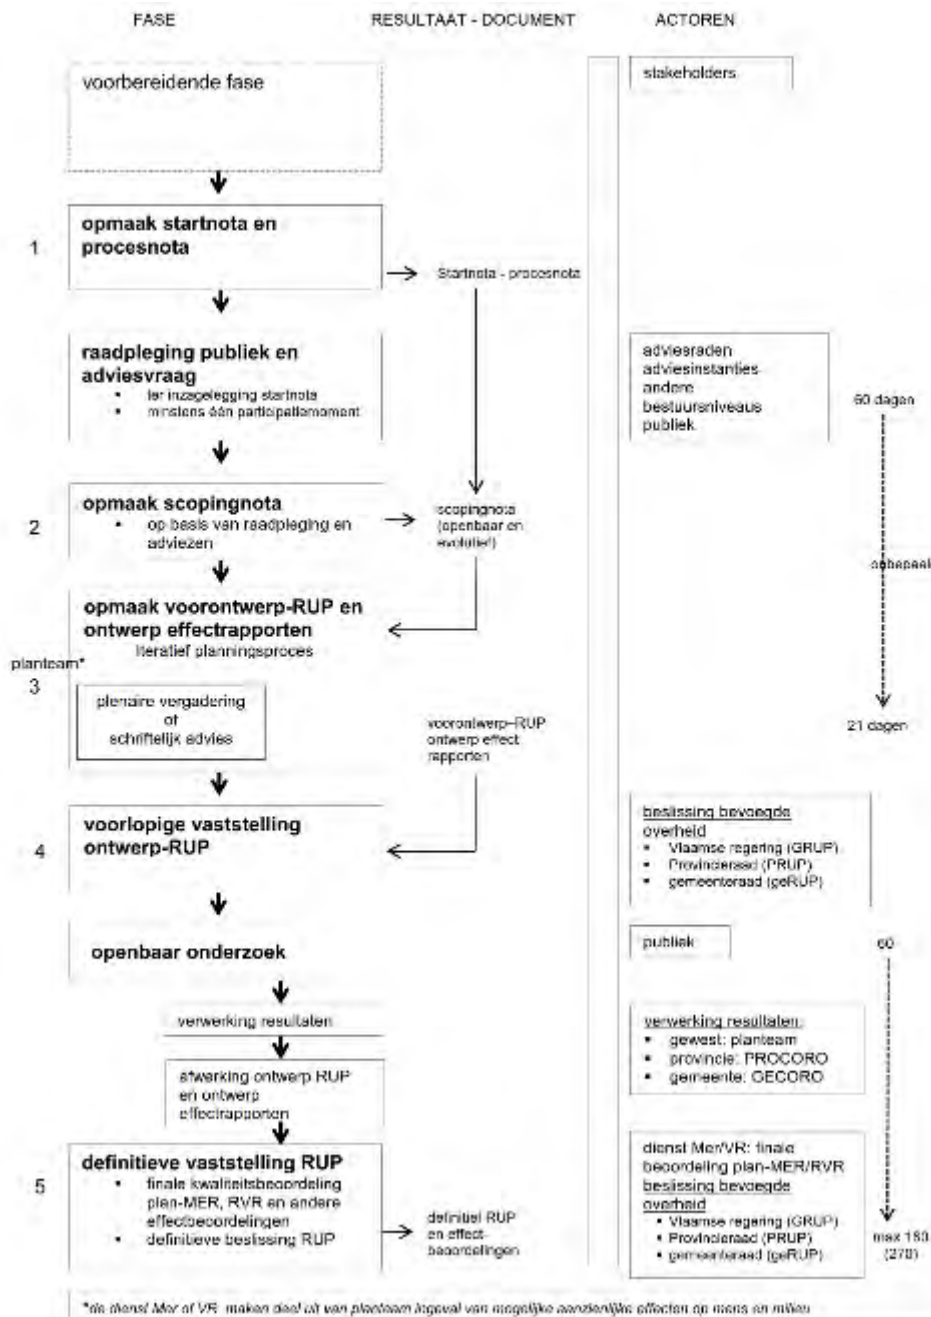 FASE
RESULTAAT - DOCUMENT
ACTOREN
voorbereidende fase
stakeholders
1
opmaak startnota en
procesnota
Startnota - procesnota
raadpleging publiek en
adviesvraag
▪ ter inzagelegging startnota
▪ minstens één participatiemoment
adviesraden
adviesinstanties
andere
bestuursniveaus
publiek
60 dagen
2
opmaak scopingnota
▪ op basis van raadpleging en
adviezen
scopingnota
(openbaar en
evolutief)
onbepaald
opmaak voorontwerp-RUP en
ontwerp effectrapporten
Iteratief planningsproces
planteam*
3
plenaire vergadering
of
schriftelijk advies
voorontwerp-RUP
ontwerp effect
rapporten
21 dagen
4
voorlopige vaststelling
ontwerp-RUP
beslissing bevoegde
overheid
▪ Vlaamse regering (GRUP)
▪ Provincieraad (PRUP)
▪ gemeenteraad (geRUP)
openbaar onderzoek
publiek
60
verwerking resultaten
verwerking resultaten:
▪ gewest: planteam
▪ provincie: PROCORO
▪ gemeente: GECORO
afwerking ontwerp RUP
en ontwerp
effectrapporten
5
definitieve vaststelling RUP
▪ finale kwaliteitsbeoordeling
plan-MER, RVR en andere
effectbeoordelingen
▪ definitieve beslissing RUP
definitief RUP
en effect-
beoordelingen
dienst Mer/VR: finale
beoordeling plan-MER/RVR
beslissing bevoegde
overheid
▪ Vlaamse regering (GRUP)
▪ Provincieraad (PRUP)
▪ gemeenteraad (geRUP)
max 180
(270)
*de dienst Mer of VR maken deel uit van planteam ingeval van mogelijke aanzienlijke effecten op mens en milieu